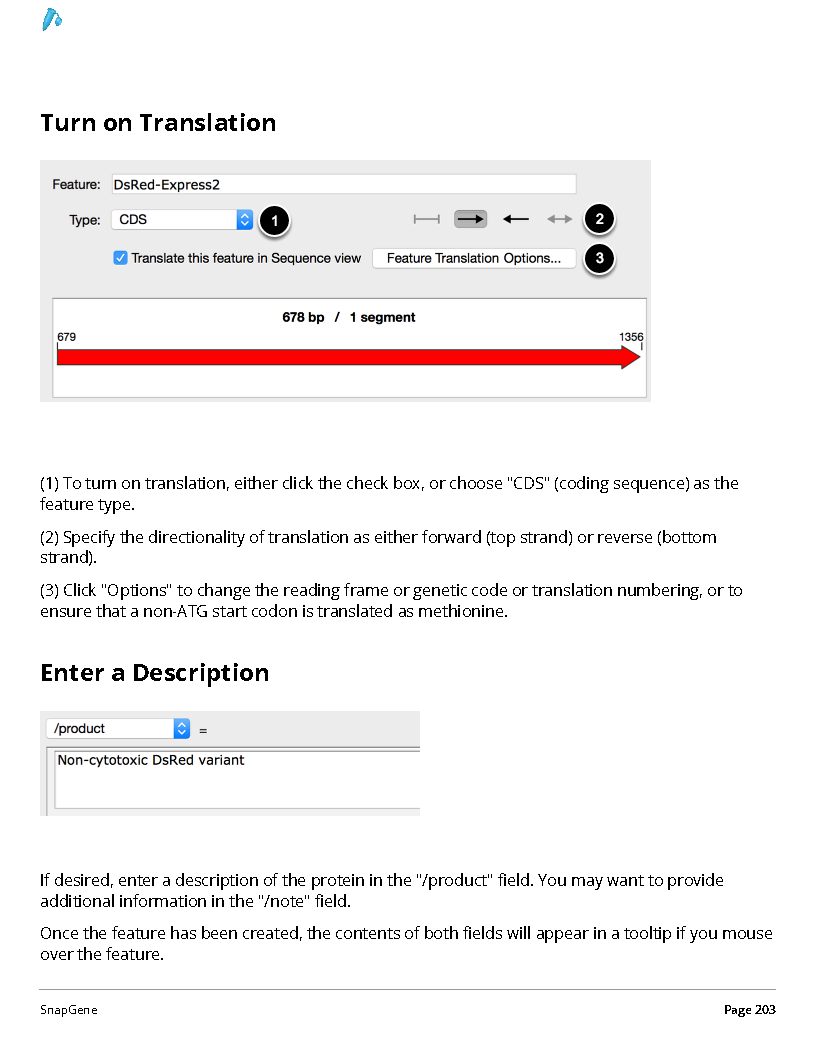 Turn on Translation
Feature: DsRed-Express2
Type: CDS 1 2
Translate this feature in Sequence view Feature Translation Options... 3
678 bp / 1 segment
679 1356
(1) To turn on translation, either click the check box, or choose "CDS" (coding sequence) as the
feature type.
(2) Specify the directionality of translation as either forward (top strand) or reverse (bottom
strand).
(3) Click "Options" to change the reading frame or genetic code or translation numbering, or to
ensure that a non-ATG start codon is translated as methionine.
Enter a Description
/product =
Non-cytotoxic DsRed variant
If desired, enter a description of the protein in the "/product" field. You may want to provide
additional information in the "/note" field.
Once the feature has been created, the contents of both fields will appear in a tooltip if you mouse
over the feature.
SnapGene Page 203